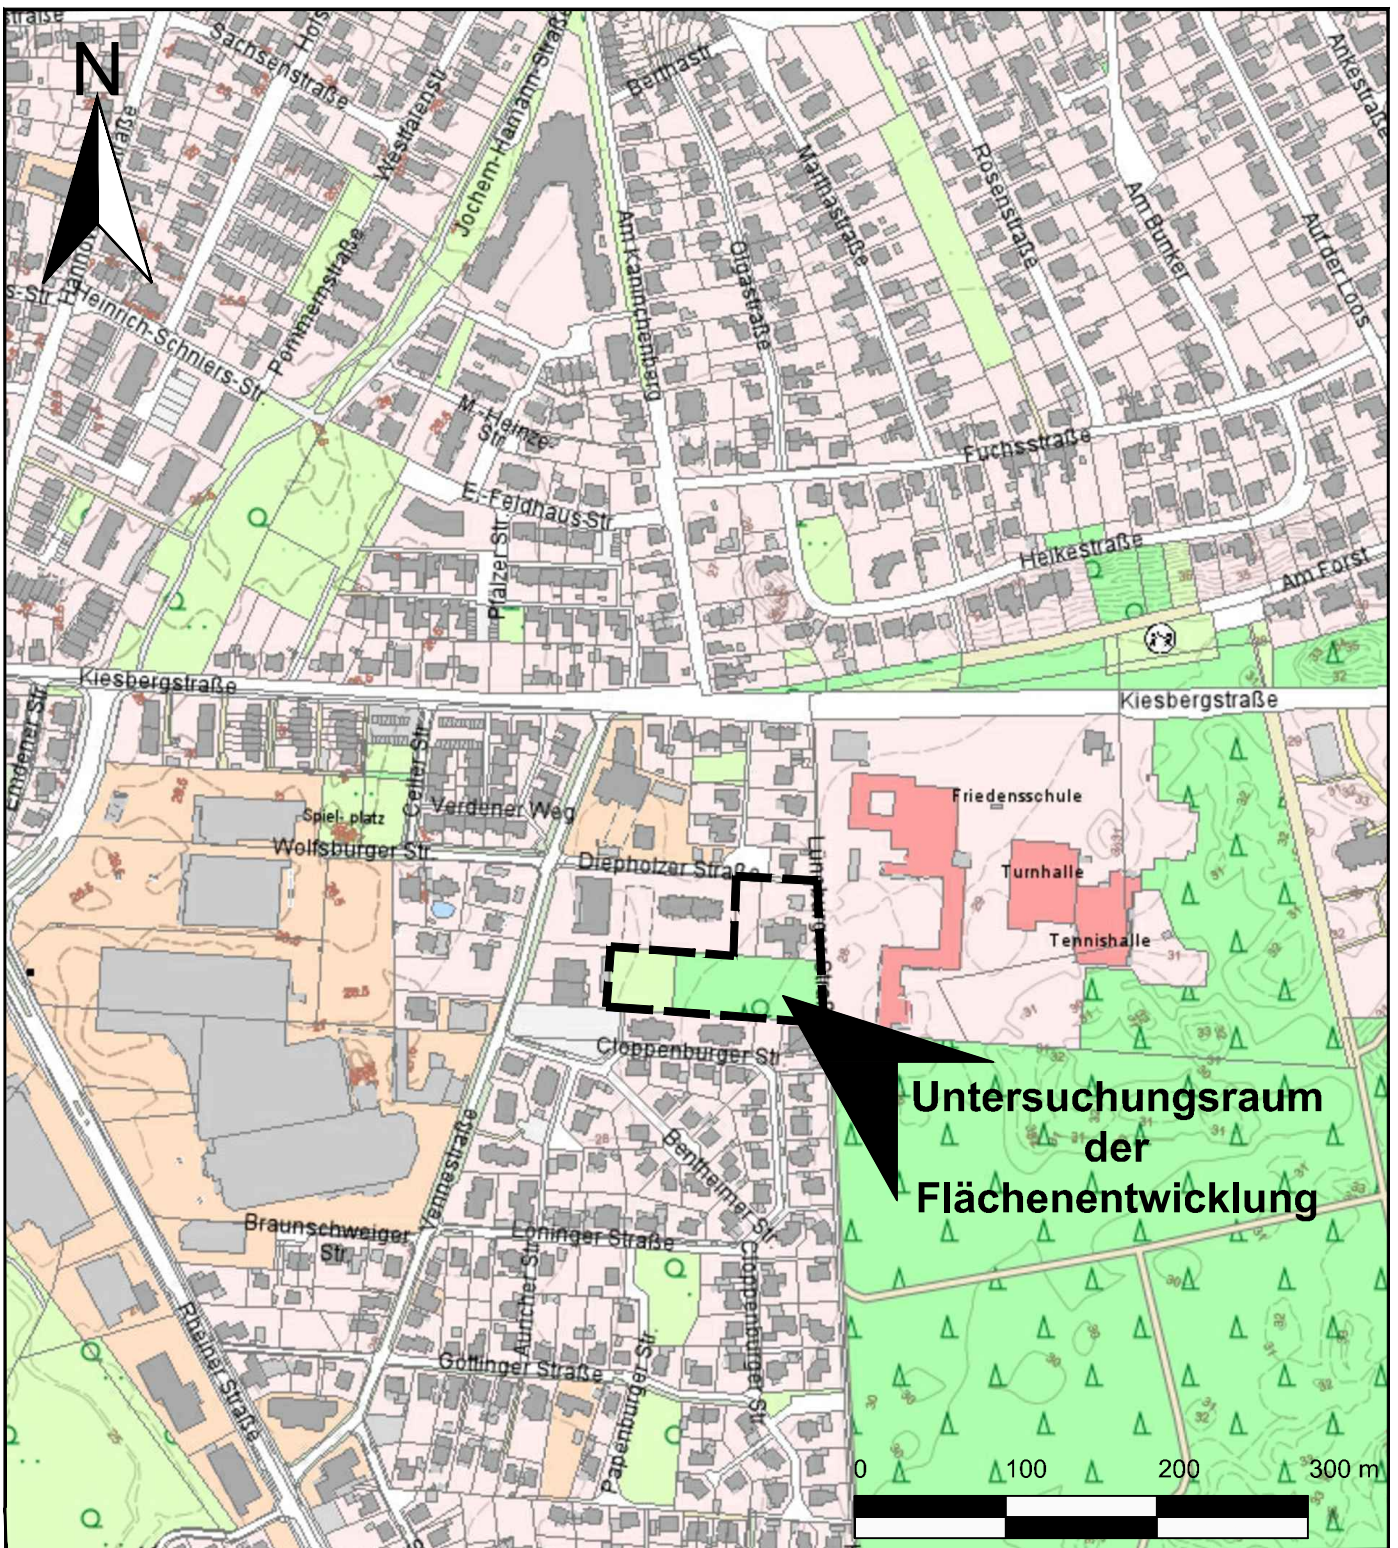 straße
Sachsenstraße
N
Westfalenstr.
Jochem-Hamann-Straße
Berthastr.
Ankestraße
Marthastraße
Rosenstraße
Am Bunker
Auf der Loos
Olgastraße
Am Kaninchenberg
Pommernstraße
Heinrich-Schniers-Str.
M.-Heinze-
Str.
Fuchsstraße
E.-Feldhaus-Str.
Pfälzer Str.
Heikestraße
Am Forst
Kiesbergstraße
Kiesbergstraße
Emdener Str.
Celler Str.
Verdener Weg
Spiel- platz
Wolfsburger Str.
Diepholzer Straße
Friedensschule
Turnhalle
Tennishalle
Cloppenburger Str.
Untersuchungsraum
der
Flächenentwicklung
Bentheimer Str.
Vennestraße
Braunschweiger
Str.
Löninger Straße
Cloppenburger Str.
Göttinger Straße
Papenburger Str.
Rheiner Straße
0 100 200 300 m